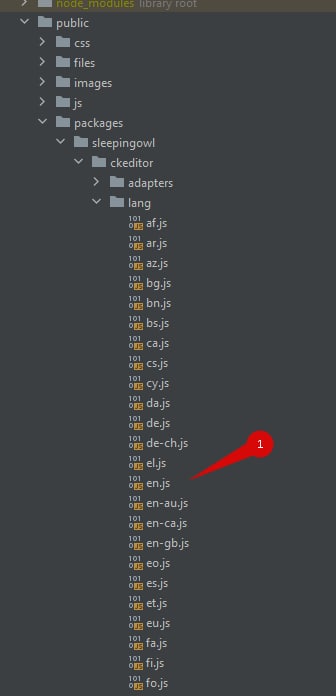 node_modules library root
public
css
files
images
js
packages
sleepingowl
ckeditor
adapters
lang
af.js
ar.js
az.js
bg.js
bn.js
bs.js
ca.js
cs.js
cy.js
da.js
de.js
de-ch.js
1
el.js
en.js
en-au.js
en-ca.js
en-gb.js
eo.js
es.js
et.js
eu.js
fa.js
fi.js
fo.js